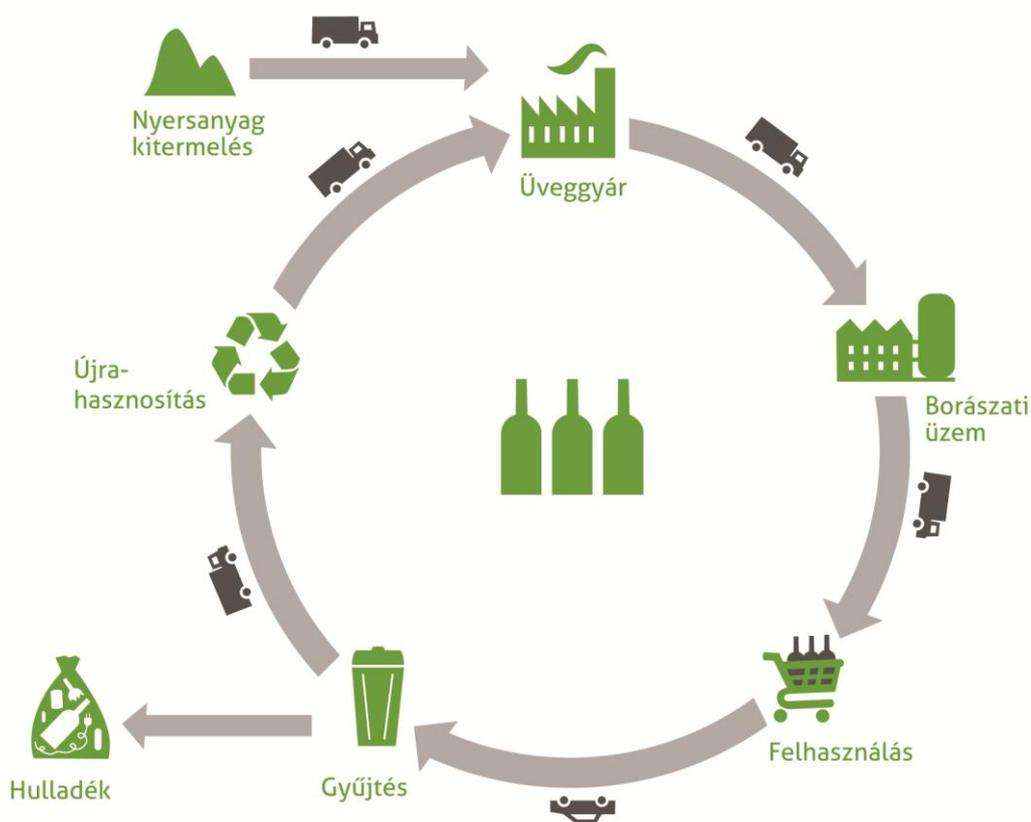 Nyersanyag
kitermelés
Üveggyár
Újra-
hasznosítás
Borászati
üzem
Felhasználás
Gyűjtés
Hulladék